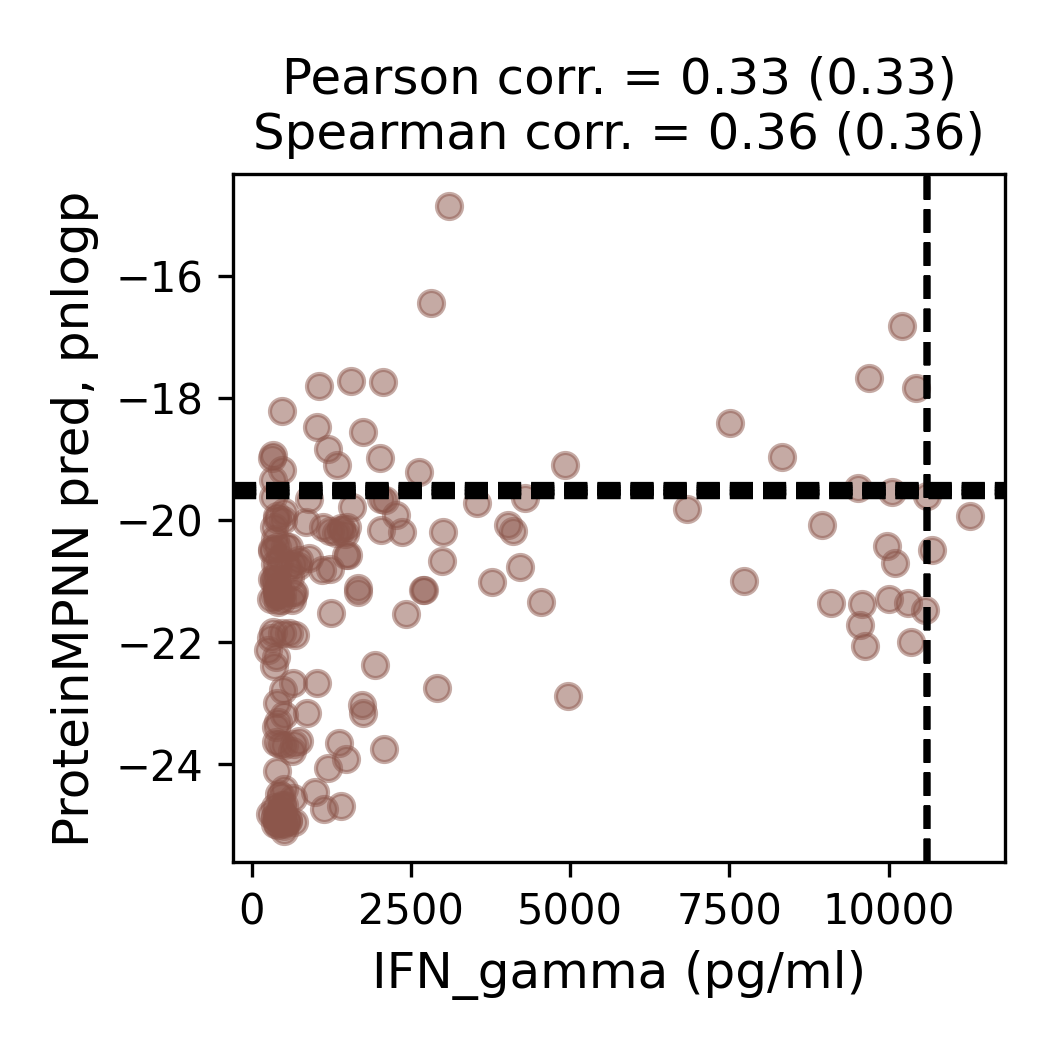 Pearson corr. = 0.33 (0.33)
Spearman corr. = 0.36 (0.36)
ProteinMPNN pred, pnlogp
−16
−18
−20
−22
−24
0
2500
5000
7500
10000
IFN_gamma (pg/ml)